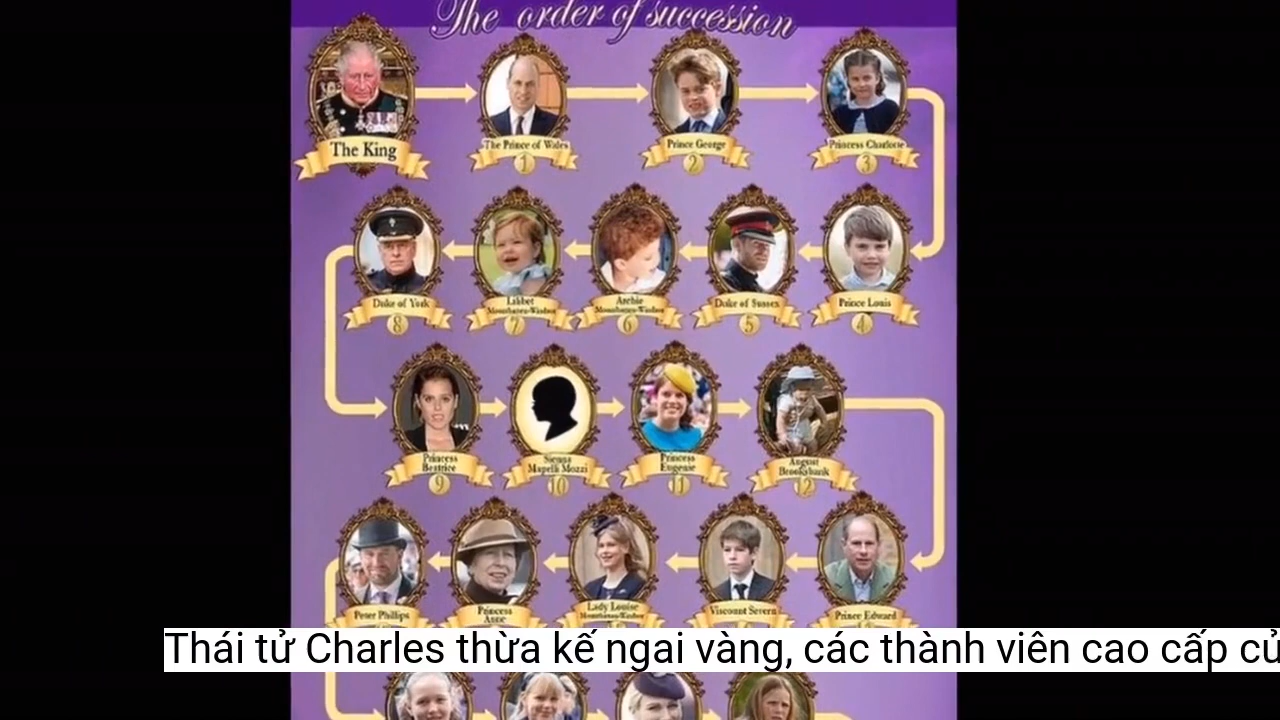 The order of succession
The King
The Prince of Wales
1
Prince George
2
Princess Charlotte
3
Duke of York
8
Lilibet
Mountbatten-Windsor
7
Archie
Mountbatten-Windsor
6
Duke of Sussex
5
Prince Louis
4
Princess
Beatrice
9
Sienna
Mapelli Mozzi
10
Princess
Eugenie
11
August
Brooksbank
12
Peter Phillips
Princess
Anne
Lady Louise
Mountbatten-Windsor
Viscount Severn
Prince Edward
Thái tử Charles thừa kế ngai vàng, các thành viên cao cấp củ